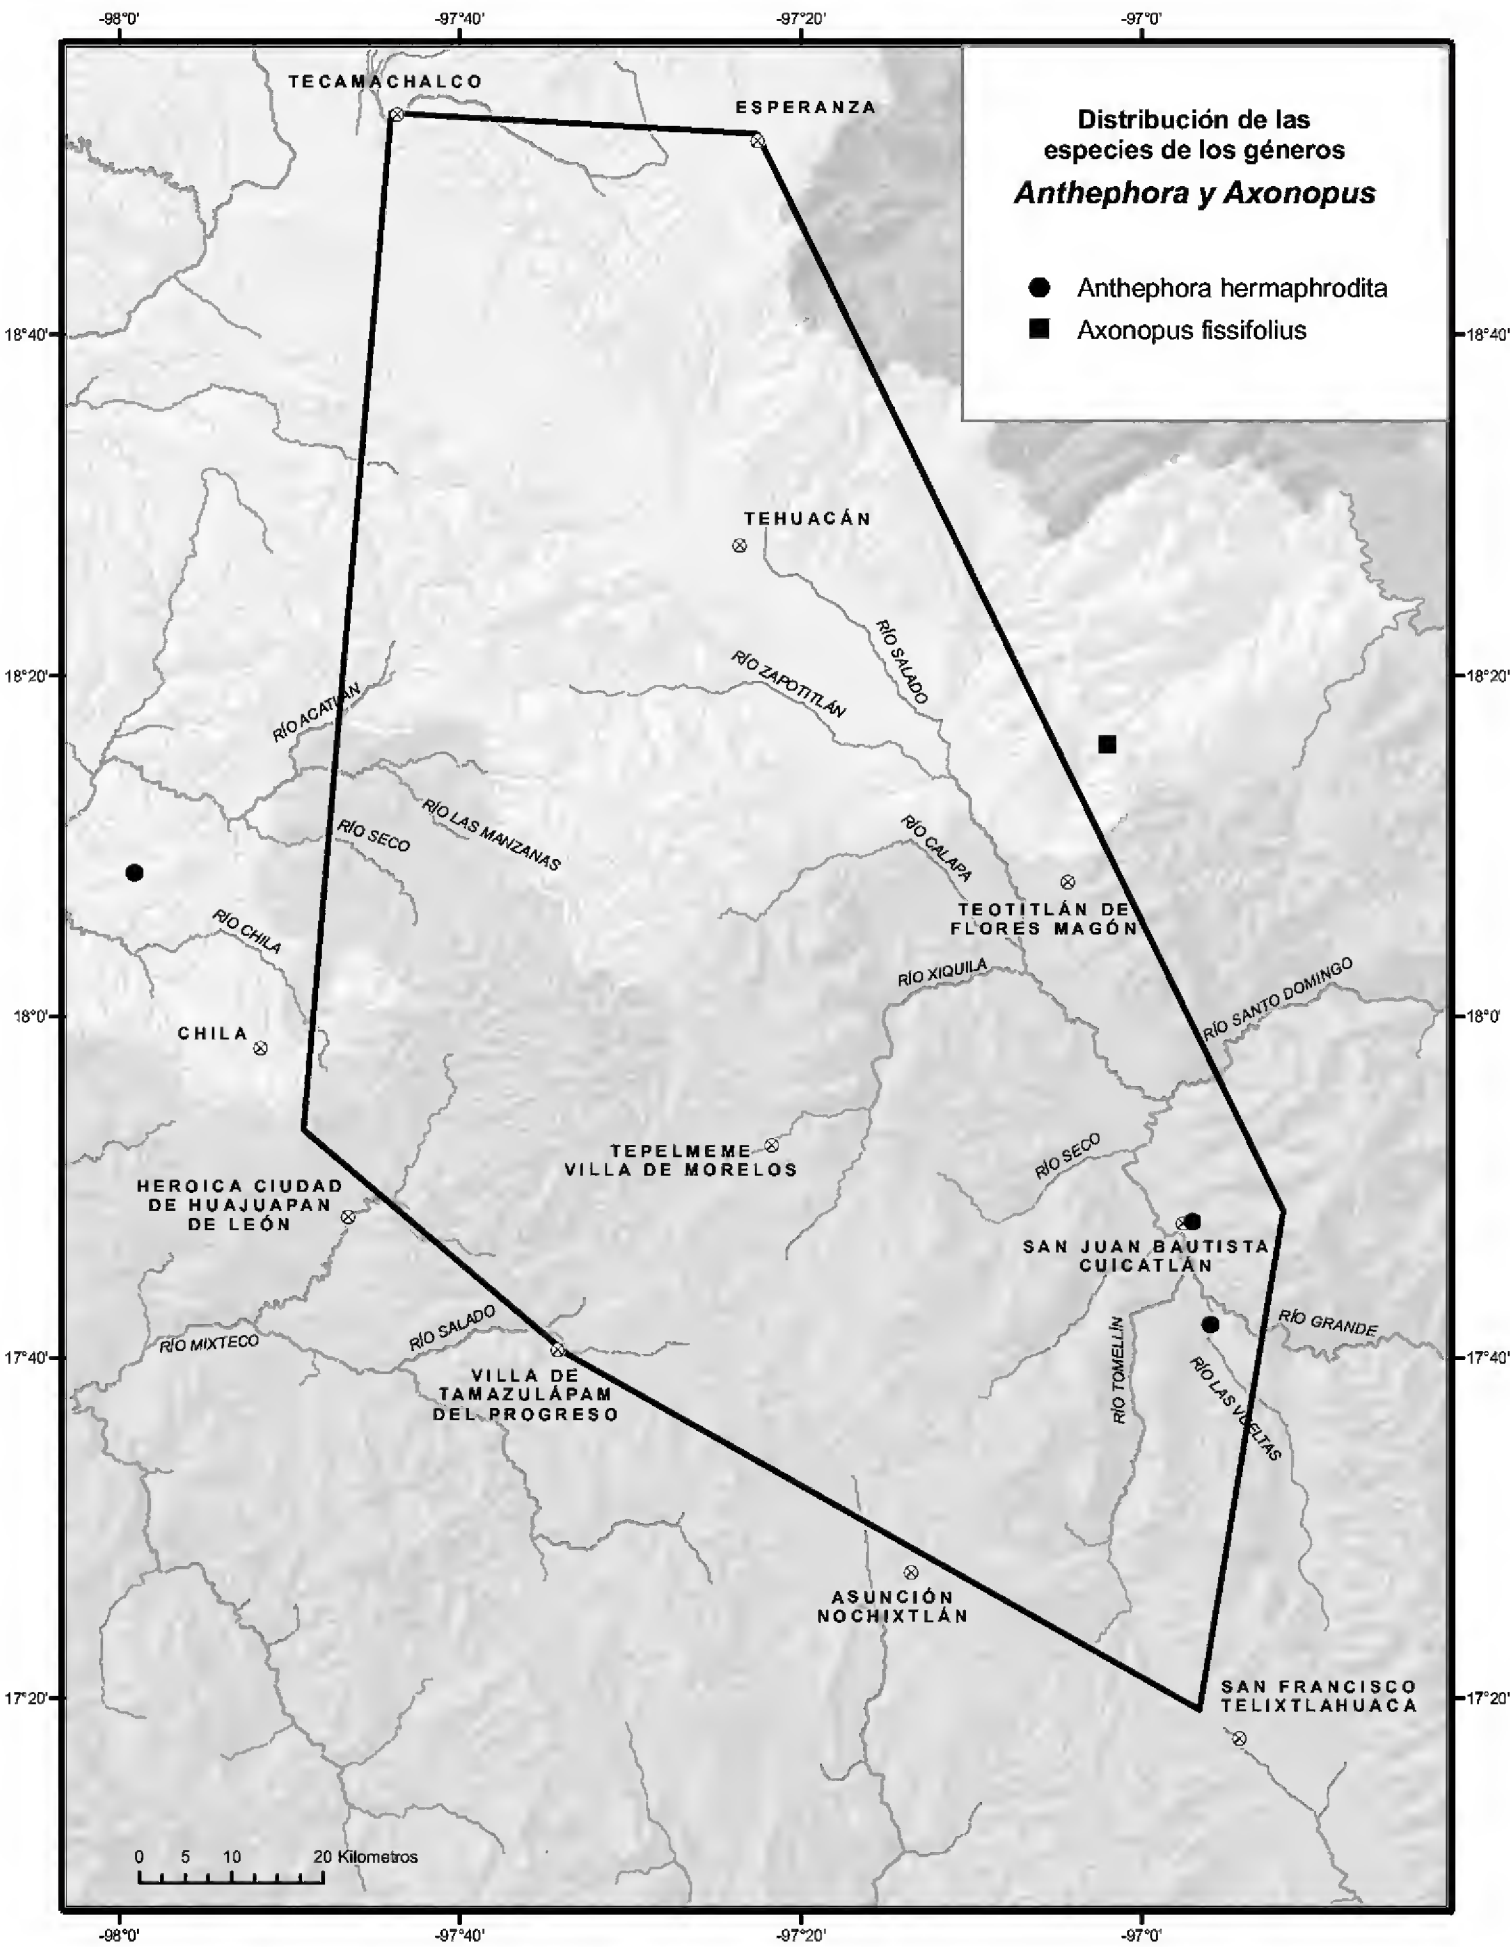 -98°0'
-97°40'
-97°20'
-97°0'
TECAMACHALCO
ESPERANZA
Distribución de las
especies de los géneros
Anthephora y Axonopus
Anthephora hermaphrodita
Axonopus fissifolius
18°40'
18°40'
TEHUACÁN
RÍO SALADO
RÍO ZAPOTITLÁN
18°20'
18°20'
RÍO ACATLÁN
RÍO LAS MANZANAS
RÍO SECO
RÍO CALAPA
TEOTITLÁN DE
FLORES MAGÓN
RÍO CHILA
RÍO XIQUILA
RÍO SANTO DOMINGO
18°0'
18°0'
CHILA
RÍO SECO
TEPELMEME
VILLA DE MORELOS
HEROICA CIUDAD
DE HUAJUAPAN
DE LEÓN
SAN JUAN BAUTISTA
CUICATLÁN
RÍO GRANDE
RÍO SALADO
RÍO MIXTECO
17°40'
17°40'
RÍO TOMELLÍN
RÍO LAS VUELTAS
VILLA DE
TAMAZULÁPAM
DEL PROGRESO
ASUNCIÓN
NOCHIXTLÁN
17°20'
17°20'
SAN FRANCISCO
TELIXTLAHUACA
0 5 10 20 Kilometros
-98°0'
-97°40'
-97°20'
-97°0'